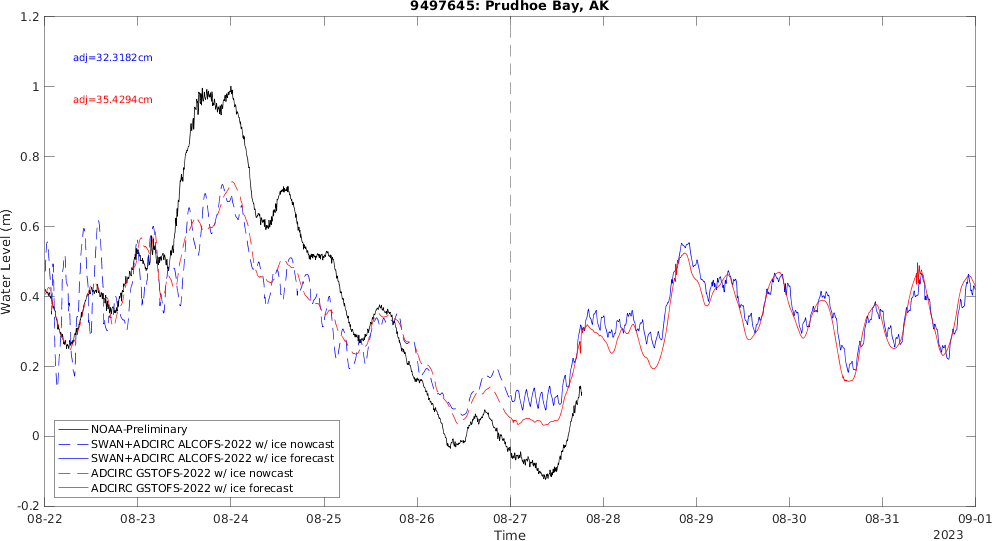 9497645: Prudhoe Bay, AK
1.2
adj=32.3182cm
1
adj=35.4294cm
0.8
0.6
Water Level (m)
0.4
0.2
0
-0.2
NOAA-Preliminary
SWAN+ADCIRC ALCOFS-2022 w/ ice nowcast
SWAN+ADCIRC ALCOFS-2022 w/ ice forecast
ADCIRC GSTOFS-2022 w/ ice nowcast
ADCIRC GSTOFS-2022 w/ ice forecast
08-22 08-23 08-24 08-25 08-26 08-27 08-28 08-29 08-30 08-31 09-01
Time
2023